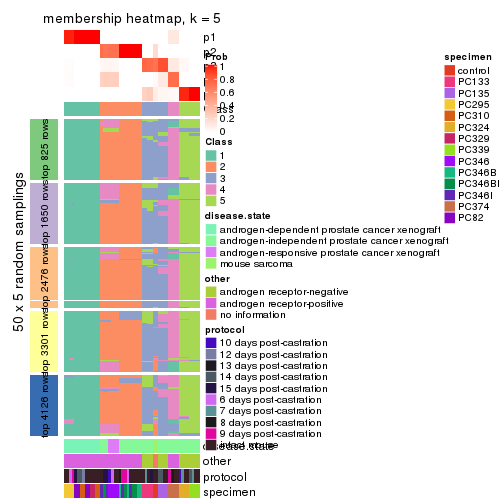 membership heatmap, k = 5
p1
p2
Prob
1
0.8
0.6
0.4
0.2
0
Class
1
2
3
4
5
disease.state
androgen-dependent prostate cancer xenograft
androgen-independent prostate cancer xenograft
androgen-responsive prostate cancer xenograft
mouse sarcoma
other
androgen receptor-negative
androgen receptor-positive
no information
protocol
10 days post-castration
12 days post-castration
13 days post-castration
14 days post-castration
15 days post-castration
6 days post-castration
7 days post-castration
8 days post-castration
9 days post-castration
intact mouse
disease.state
other
protocol
specimen
50 x 5 random samplings
top 825 rows
top 1650 rows
top 2476 rows
top 3301 rows
top 4126 rows
specimen
control
PC133
PC135
PC295
PC310
PC324
PC329
PC339
PC346
PC346B
PC346BI
PC346I
PC374
PC82